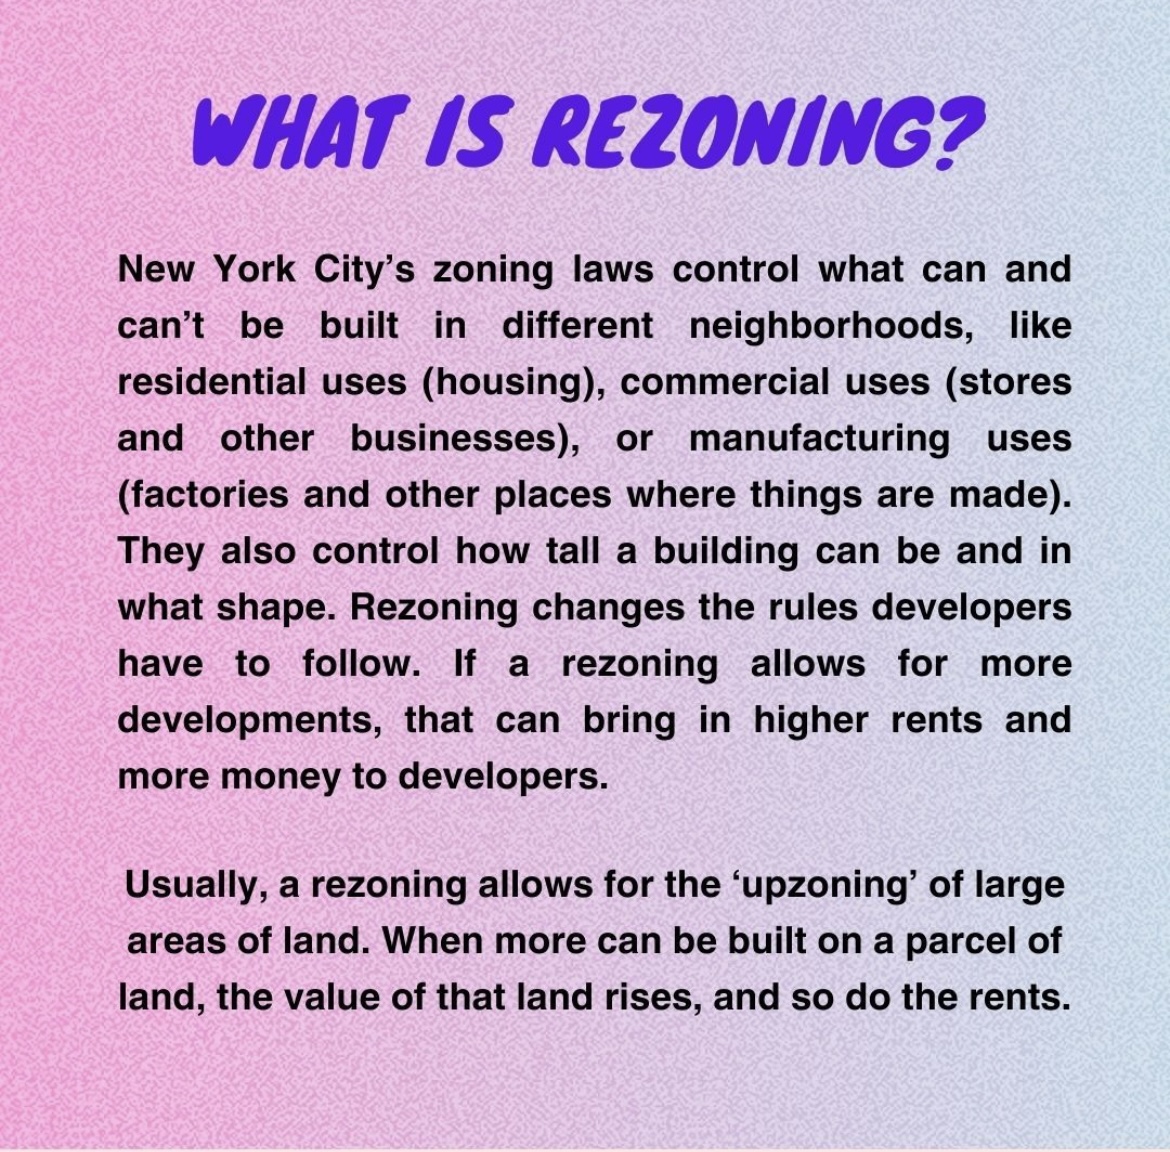 WHAT IS REZONING?
New York City’s zoning laws control what can and
can’t be built in different neighborhoods, like
residential uses (housing), commercial uses (stores
and other businesses), or manufacturing uses
(factories and other places where things are made).
They also control how tall a building can be and in
what shape. Rezoning changes the rules developers
have to follow. If a rezoning allows for more
developments, that can bring in higher rents and
more money to developers.
Usually, a rezoning allows for the ‘upzoning’ of large
areas of land. When more can be built on a parcel of
land, the value of that land rises, and so do the rents.